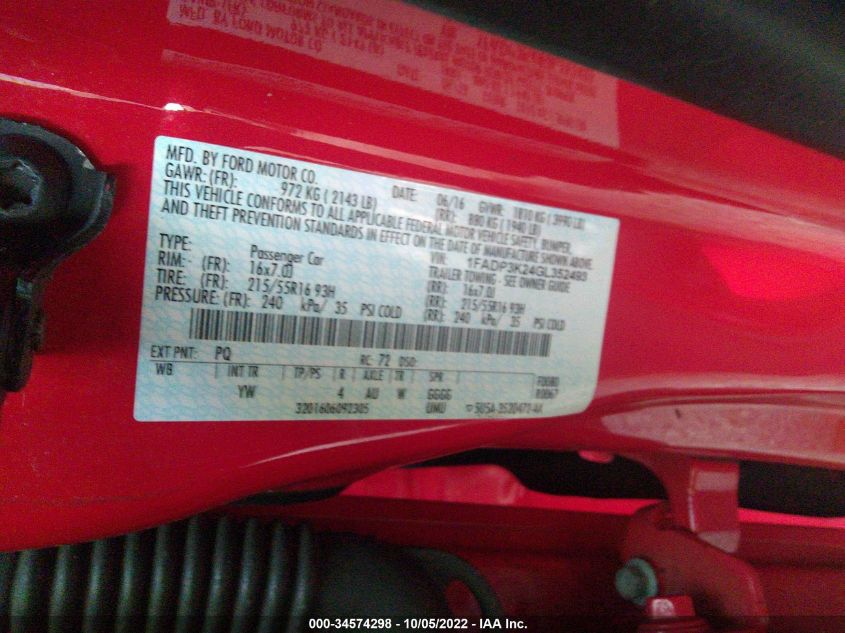 MFD. BY FORD MOTOR CO.
DATE: 06/16 GVWR: 1810 KG ( 3990 LB)
GAWR: (FR): 972 KG ( 2143 LB) (RR): 880 KG ( 1940 LB)
THIS VEHICLE CONFORMS TO ALL APPLICABLE FEDERAL MOTOR VEHICLE SAFETY, BUMPER,
AND THEFT PREVENTION STANDARDS IN EFFECT ON THE DATE OF MANUFACTURE SHOWN ABOVE.
VIN: 1FADP3K24GL352493
TYPE: Passenger Car TRAILER TOWING - SEE OWNER GUIDE
RIM: (FR): 16x7.0J (RR): 16x7.0J
TIRE: (FR): 215/55R16 93H (RR): 215/55R16 93H
PRESSURE: (FR): 240 kPa/ 35 PSI COLD (RR): 240 kPa/ 35 PSI COLD
EXT PNT: PQ RC: 72 DSO:
WB INT TR TP/PS R AXLE TR SPR
YW 4 AU W GGGG
3201606092305 UMU
000-34574298 - 10/05/2022 - IAA Inc.